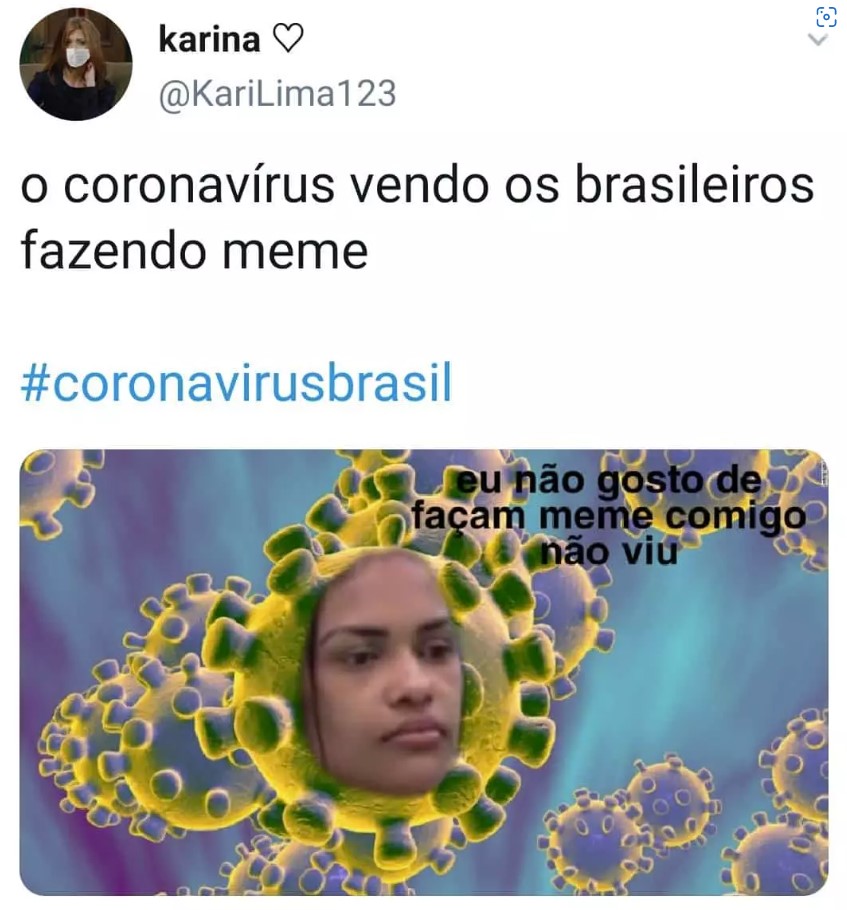 karina ♡
@KariLima123
o coronavírus vendo os brasileiros
fazendo meme
#coronavirusbrasil
eu não gosto de
façam meme comigo
não viu